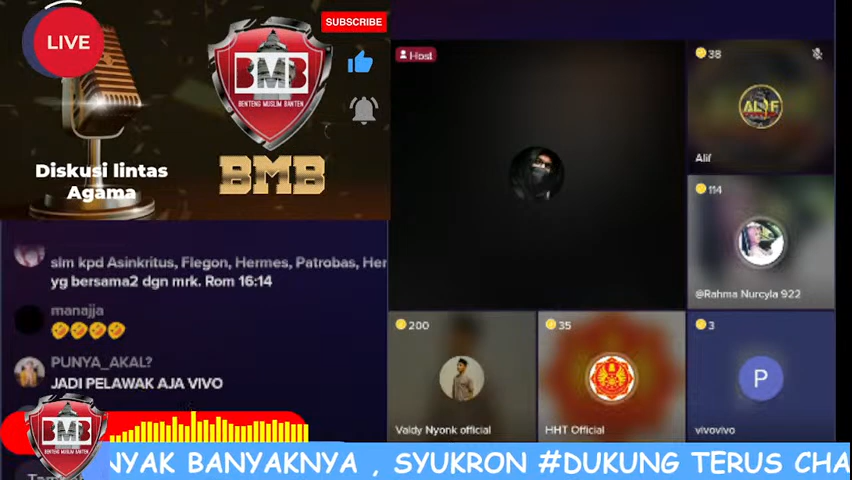 LIVE
SUBSCRIBE
BMB
BENTENG MUSLIM BANTEN
BMB
Diskusi lintas
Agama
slm kpd Asinkritus, Flegon, Hermes, Patrobas, Her
yg bersama2 dgn mrk. Rom 16:14
manajja
🤣🤣🤣🤣
PUNYA_AKAL?
JADI PELAWAK AJA VIVO
Host
38
ALIF
Alif
114
@Rahma Nurcyla 922
200
Valdy Nyonk official
35
HHT Official
3
P
vivovivo
BMB
NYAK BANYAKNYA , SYUKRON #DUKUNG TERUS CHA